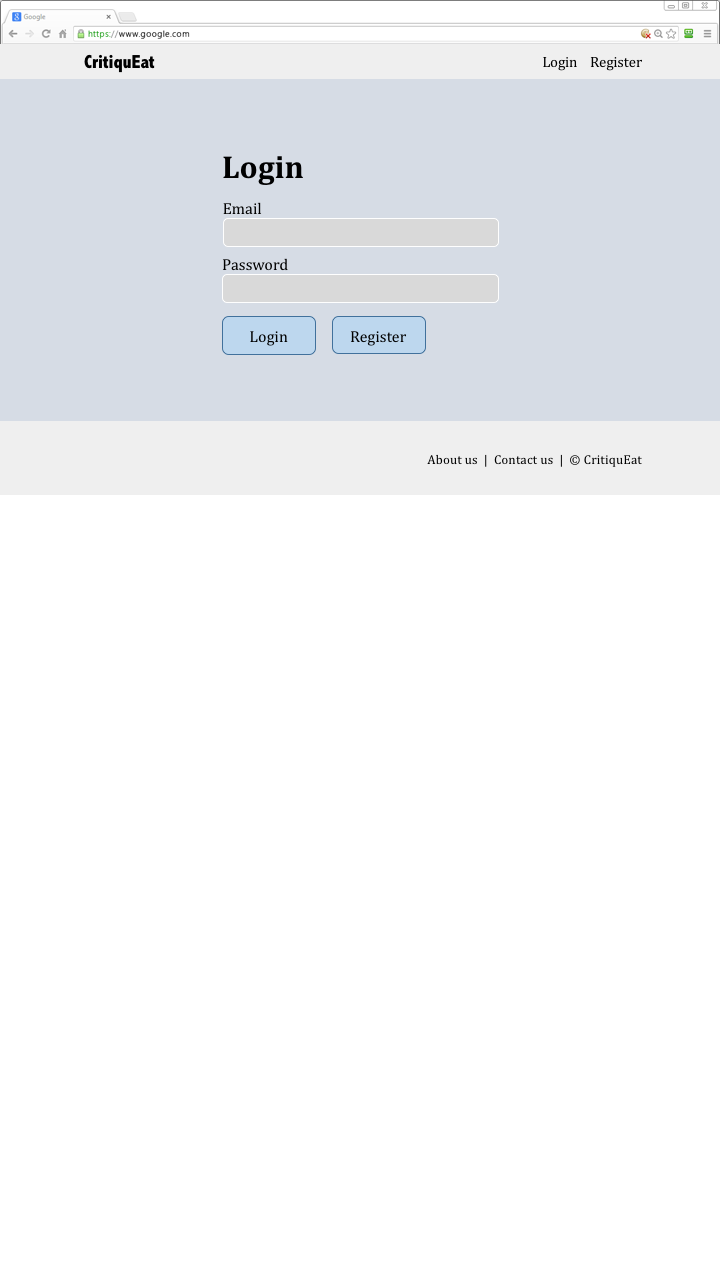 Google
https://www.google.com
CritiquEat Login Register
Login
Email
Password
Login Register
About us | Contact us | © CritiquEat